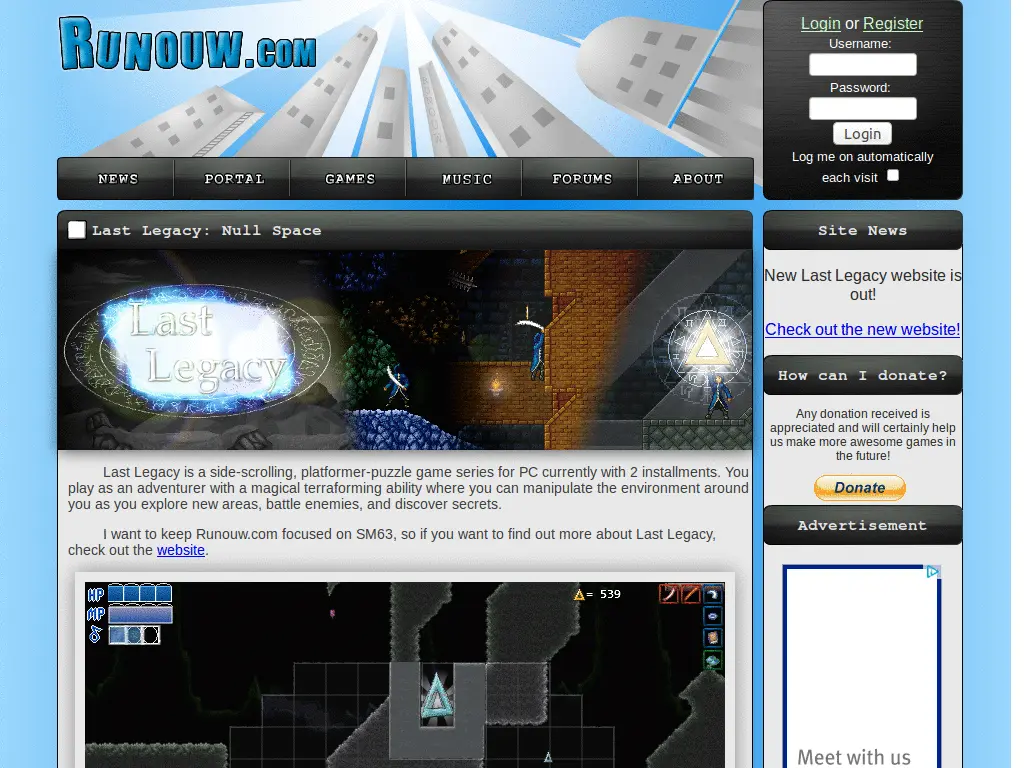 RUNOUW.COM
Login or Register
Username:
Password:
Login
Log me on automatically
each visit
NEWS
PORTAL
GAMES
MUSIC
FORUMS
ABOUT
Last Legacy: Null Space
Last
Legacy
Last Legacy is a side-scrolling, platformer-puzzle game series for PC currently with 2 installments. You
play as an adventurer with a magical terraforming ability where you can manipulate the environment around
you as you explore new areas, battle enemies, and discover secrets.
I want to keep Runouw.com focused on SM63, so if you want to find out more about Last Legacy,
check out the website.
HP
MP
= 539
Site News
New Last Legacy website is
out!
Check out the new website!
How can I donate?
Any donation received is
appreciated and will certainly help
us make more awesome games in
the future!
Donate
Advertisement
Meet with us